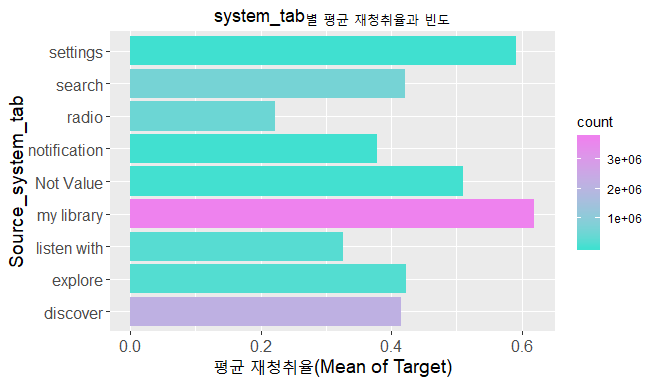 system_tab별 평균 재청취율과 빈도
Source_system_tab
settings
search
radio
notification
Not Value
my library
listen with
explore
discover
0.0 0.2 0.4 0.6
평균 재청취율(Mean of Target)
count
3e+06
2e+06
1e+06